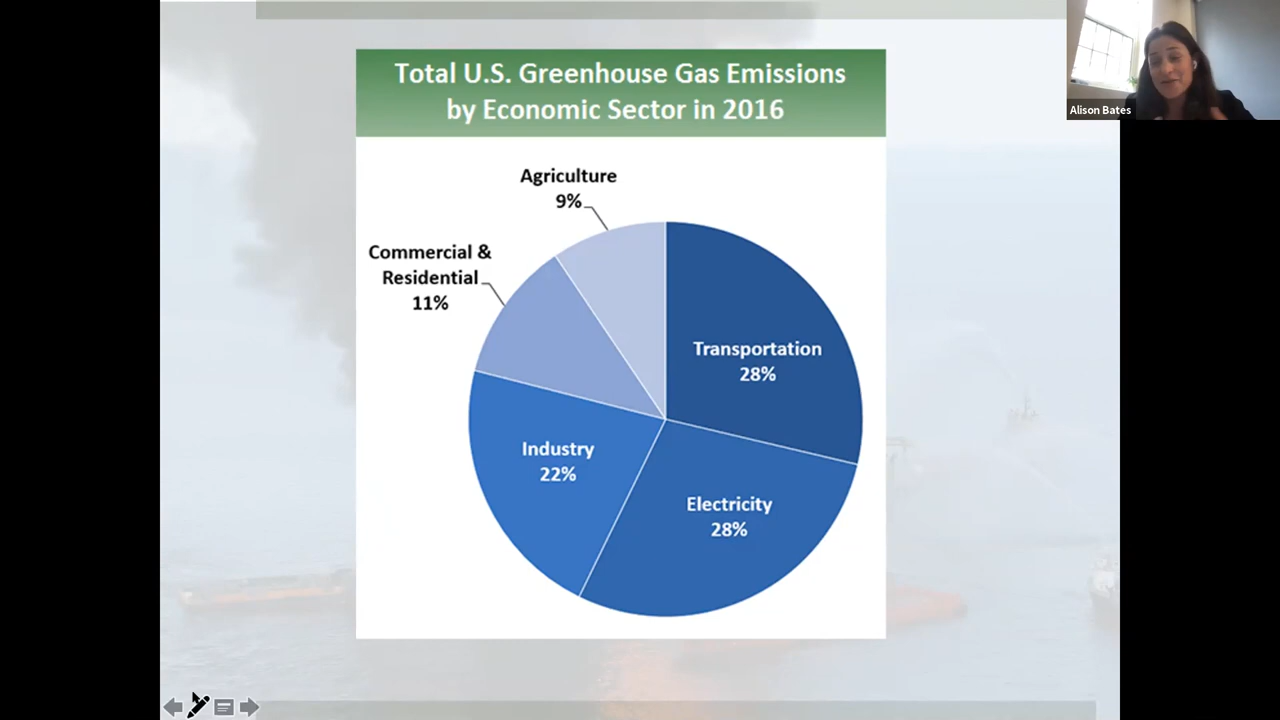 Total U.S. Greenhouse Gas Emissions
by Economic Sector in 2016
Alison Bates
Agriculture
9%
Commercial &
Residential
11%
Transportation
28%
Industry
22%
Electricity
28%